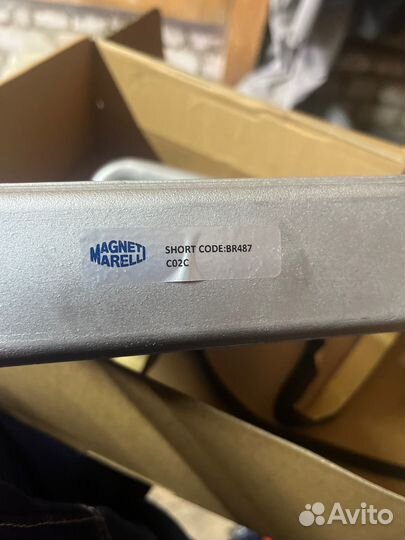 MAGNETI
MARELLI
SHORT CODE:BR487
C02C
Avito